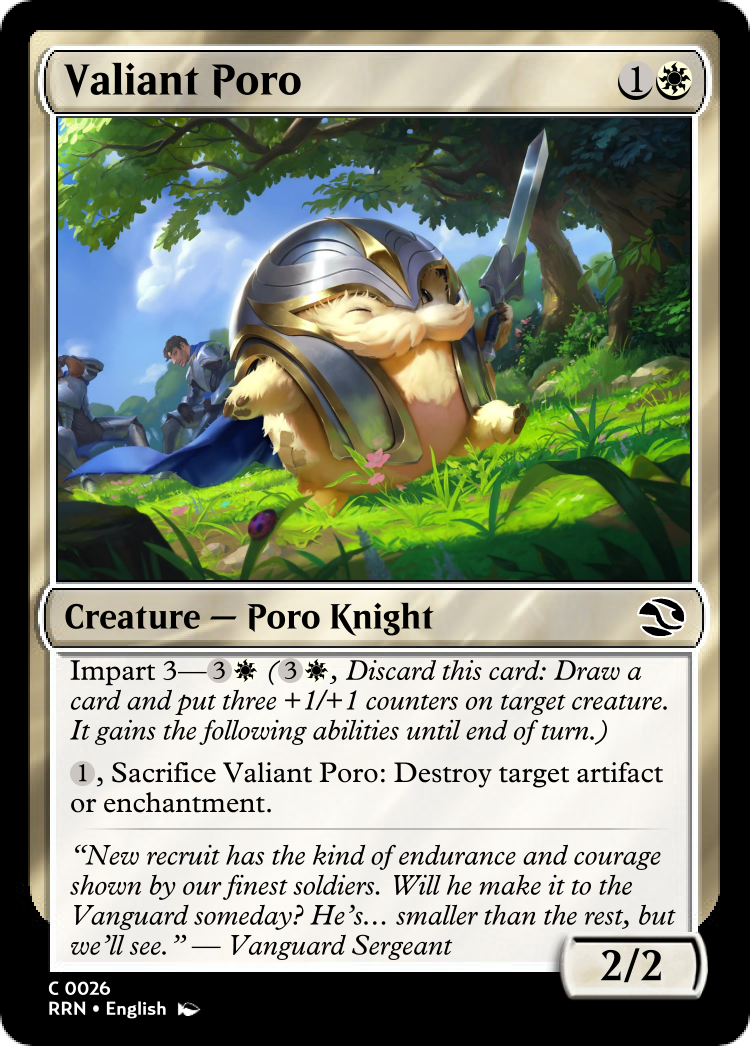 Valiant Poro 1
Creature — Poro Knight
Impart 3—3 (3, Discard this card: Draw a
card and put three +1/+1 counters on target creature.
It gains the following abilities until end of turn.)
1, Sacrifice Valiant Poro: Destroy target artifact
or enchantment.
“New recruit has the kind of endurance and courage
shown by our finest soldiers. Will he make it to the
Vanguard someday? He’s... smaller than the rest, but
we’ll see.” — Vanguard Sergeant
2/2
C 0026
RRN • English